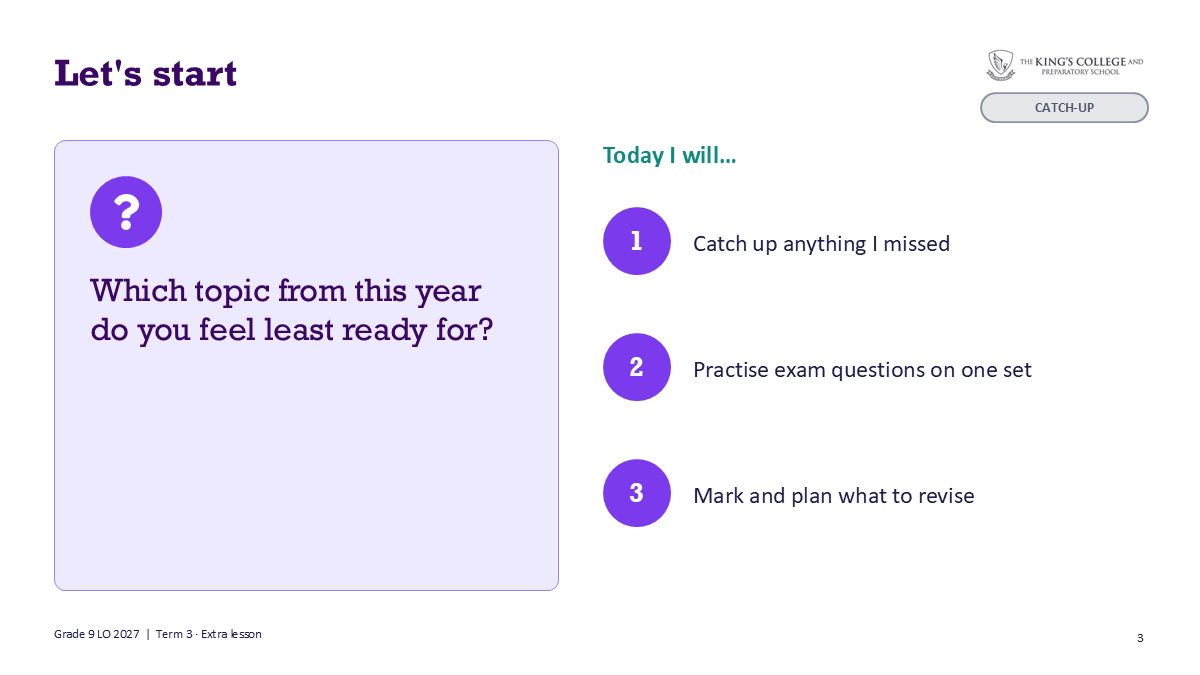 Let's start
THE KING'S COLLEGE AND
PREPARATORY SCHOOL
CATCH-UP
?
Which topic from this year
do you feel least ready for?
Today I will...
1
Catch up anything I missed
2
Practise exam questions on one set
3
Mark and plan what to revise
Grade 9 LO 2027 | Term 3 · Extra lesson
3